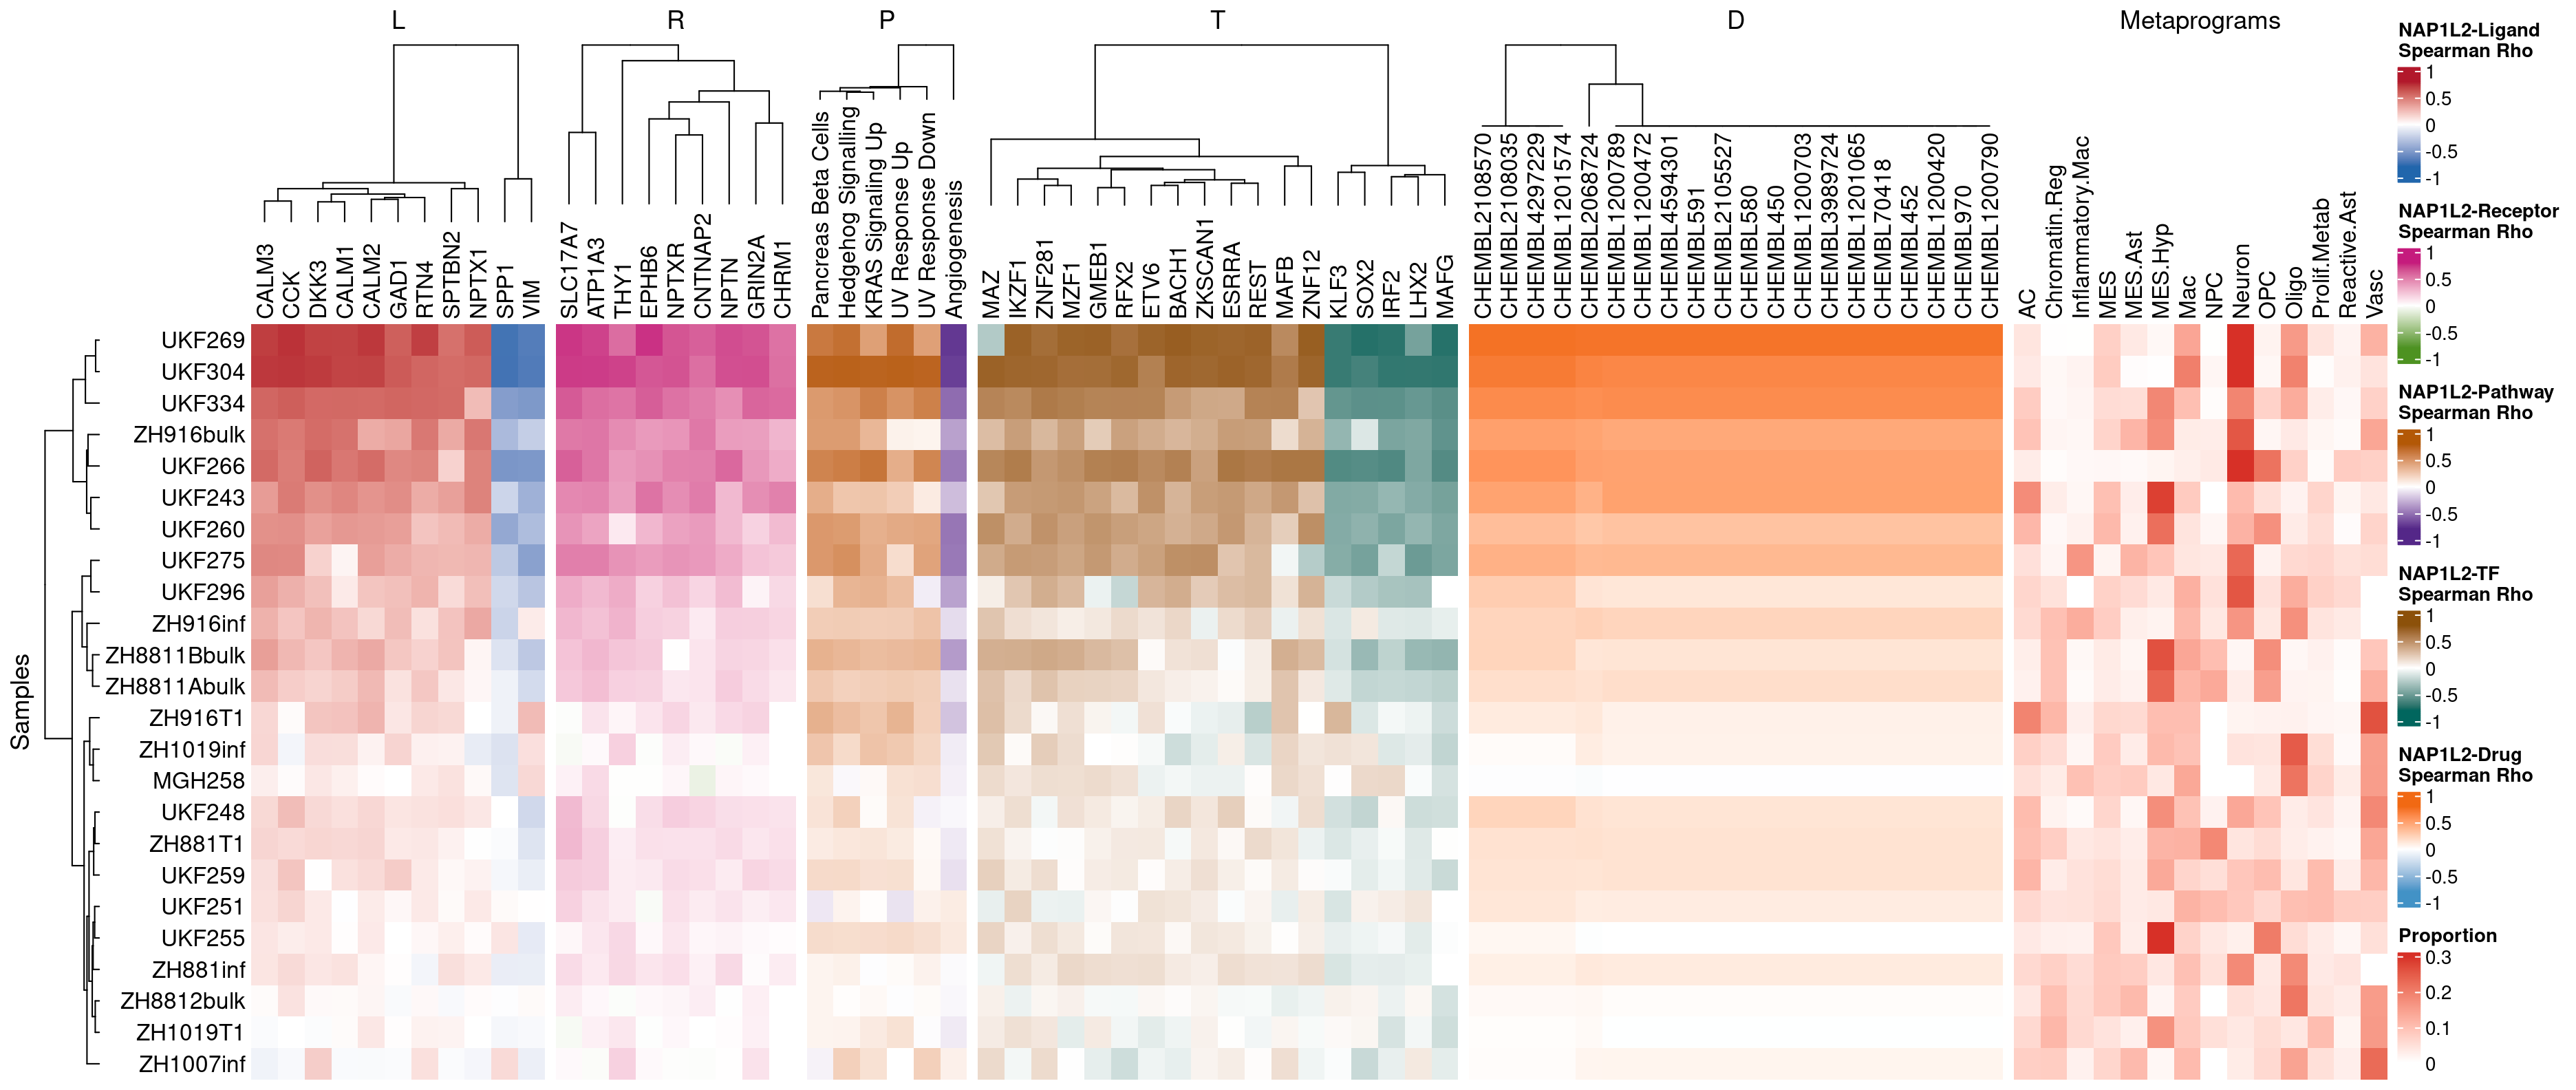 L
R
P
T
D
Metaprograms
CALM3
CCK
DKK3
CALM1
CALM2
GAD1
RTN4
SPTBN2
NPTX1
SPP1
VIM
SLC17A7
ATP1A3
THY1
EPHB6
NPTXR
CNTNAP2
NPTN
GRIN2A
CHRM1
Pancreas Beta Cells
Hedgehog Signalling
KRAS Signaling Up
UV Response Up
UV Response Down
Angiogenesis
MAZ
IKZF1
ZNF281
MZF1
GMEB1
RFX2
ETV6
BACH1
ZKSCAN1
ESRRA
REST
MAFB
ZNF12
KLF3
SOX2
IRF2
LHX2
MAFG
CHEMBL2108570
CHEMBL2108035
CHEMBL4297229
CHEMBL1201574
CHEMBL2068724
CHEMBL1200789
CHEMBL1200472
CHEMBL4594301
CHEMBL591
CHEMBL2105527
CHEMBL580
CHEMBL450
CHEMBL1200703
CHEMBL3989724
CHEMBL1201065
CHEMBL70418
CHEMBL452
CHEMBL1200420
CHEMBL970
CHEMBL1200790
AC
Chromatin.Reg
Inflammatory.Mac
MES
MES.Ast
MES.Hyp
Mac
NPC
Neuron
OPC
Oligo
Prolif.Metab
Reactive.Ast
Vasc
Samples
UKF269
UKF304
UKF334
ZH916bulk
UKF266
UKF243
UKF260
UKF275
UKF296
ZH916inf
ZH8811Bbulk
ZH8811Abulk
ZH916T1
ZH1019inf
MGH258
UKF248
ZH881T1
UKF259
UKF251
UKF255
ZH881inf
ZH8812bulk
ZH1019T1
ZH1007inf
NAP1L2-Ligand
Spearman Rho
1
0.5
0
-0.5
-1
NAP1L2-Receptor
Spearman Rho
1
0.5
0
-0.5
-1
NAP1L2-Pathway
Spearman Rho
1
0.5
0
-0.5
-1
NAP1L2-TF
Spearman Rho
1
0.5
0
-0.5
-1
NAP1L2-Drug
Spearman Rho
1
0.5
0
-0.5
-1
Proportion
0.3
0.2
0.1
0